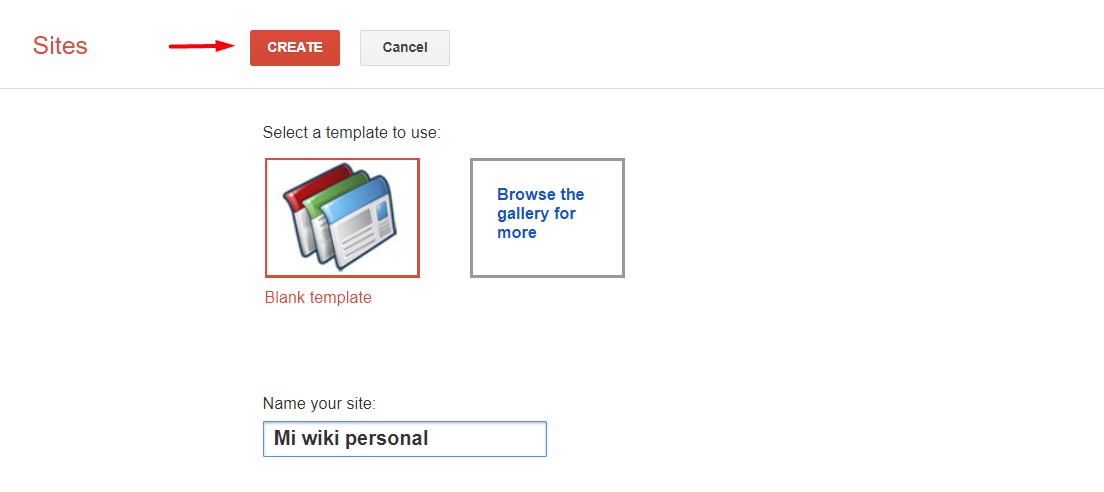 Sites
CREATE
Cancel
Select a template to use:
Browse the
gallery for
more
Blank template
Name your site:
Mi wiki personal